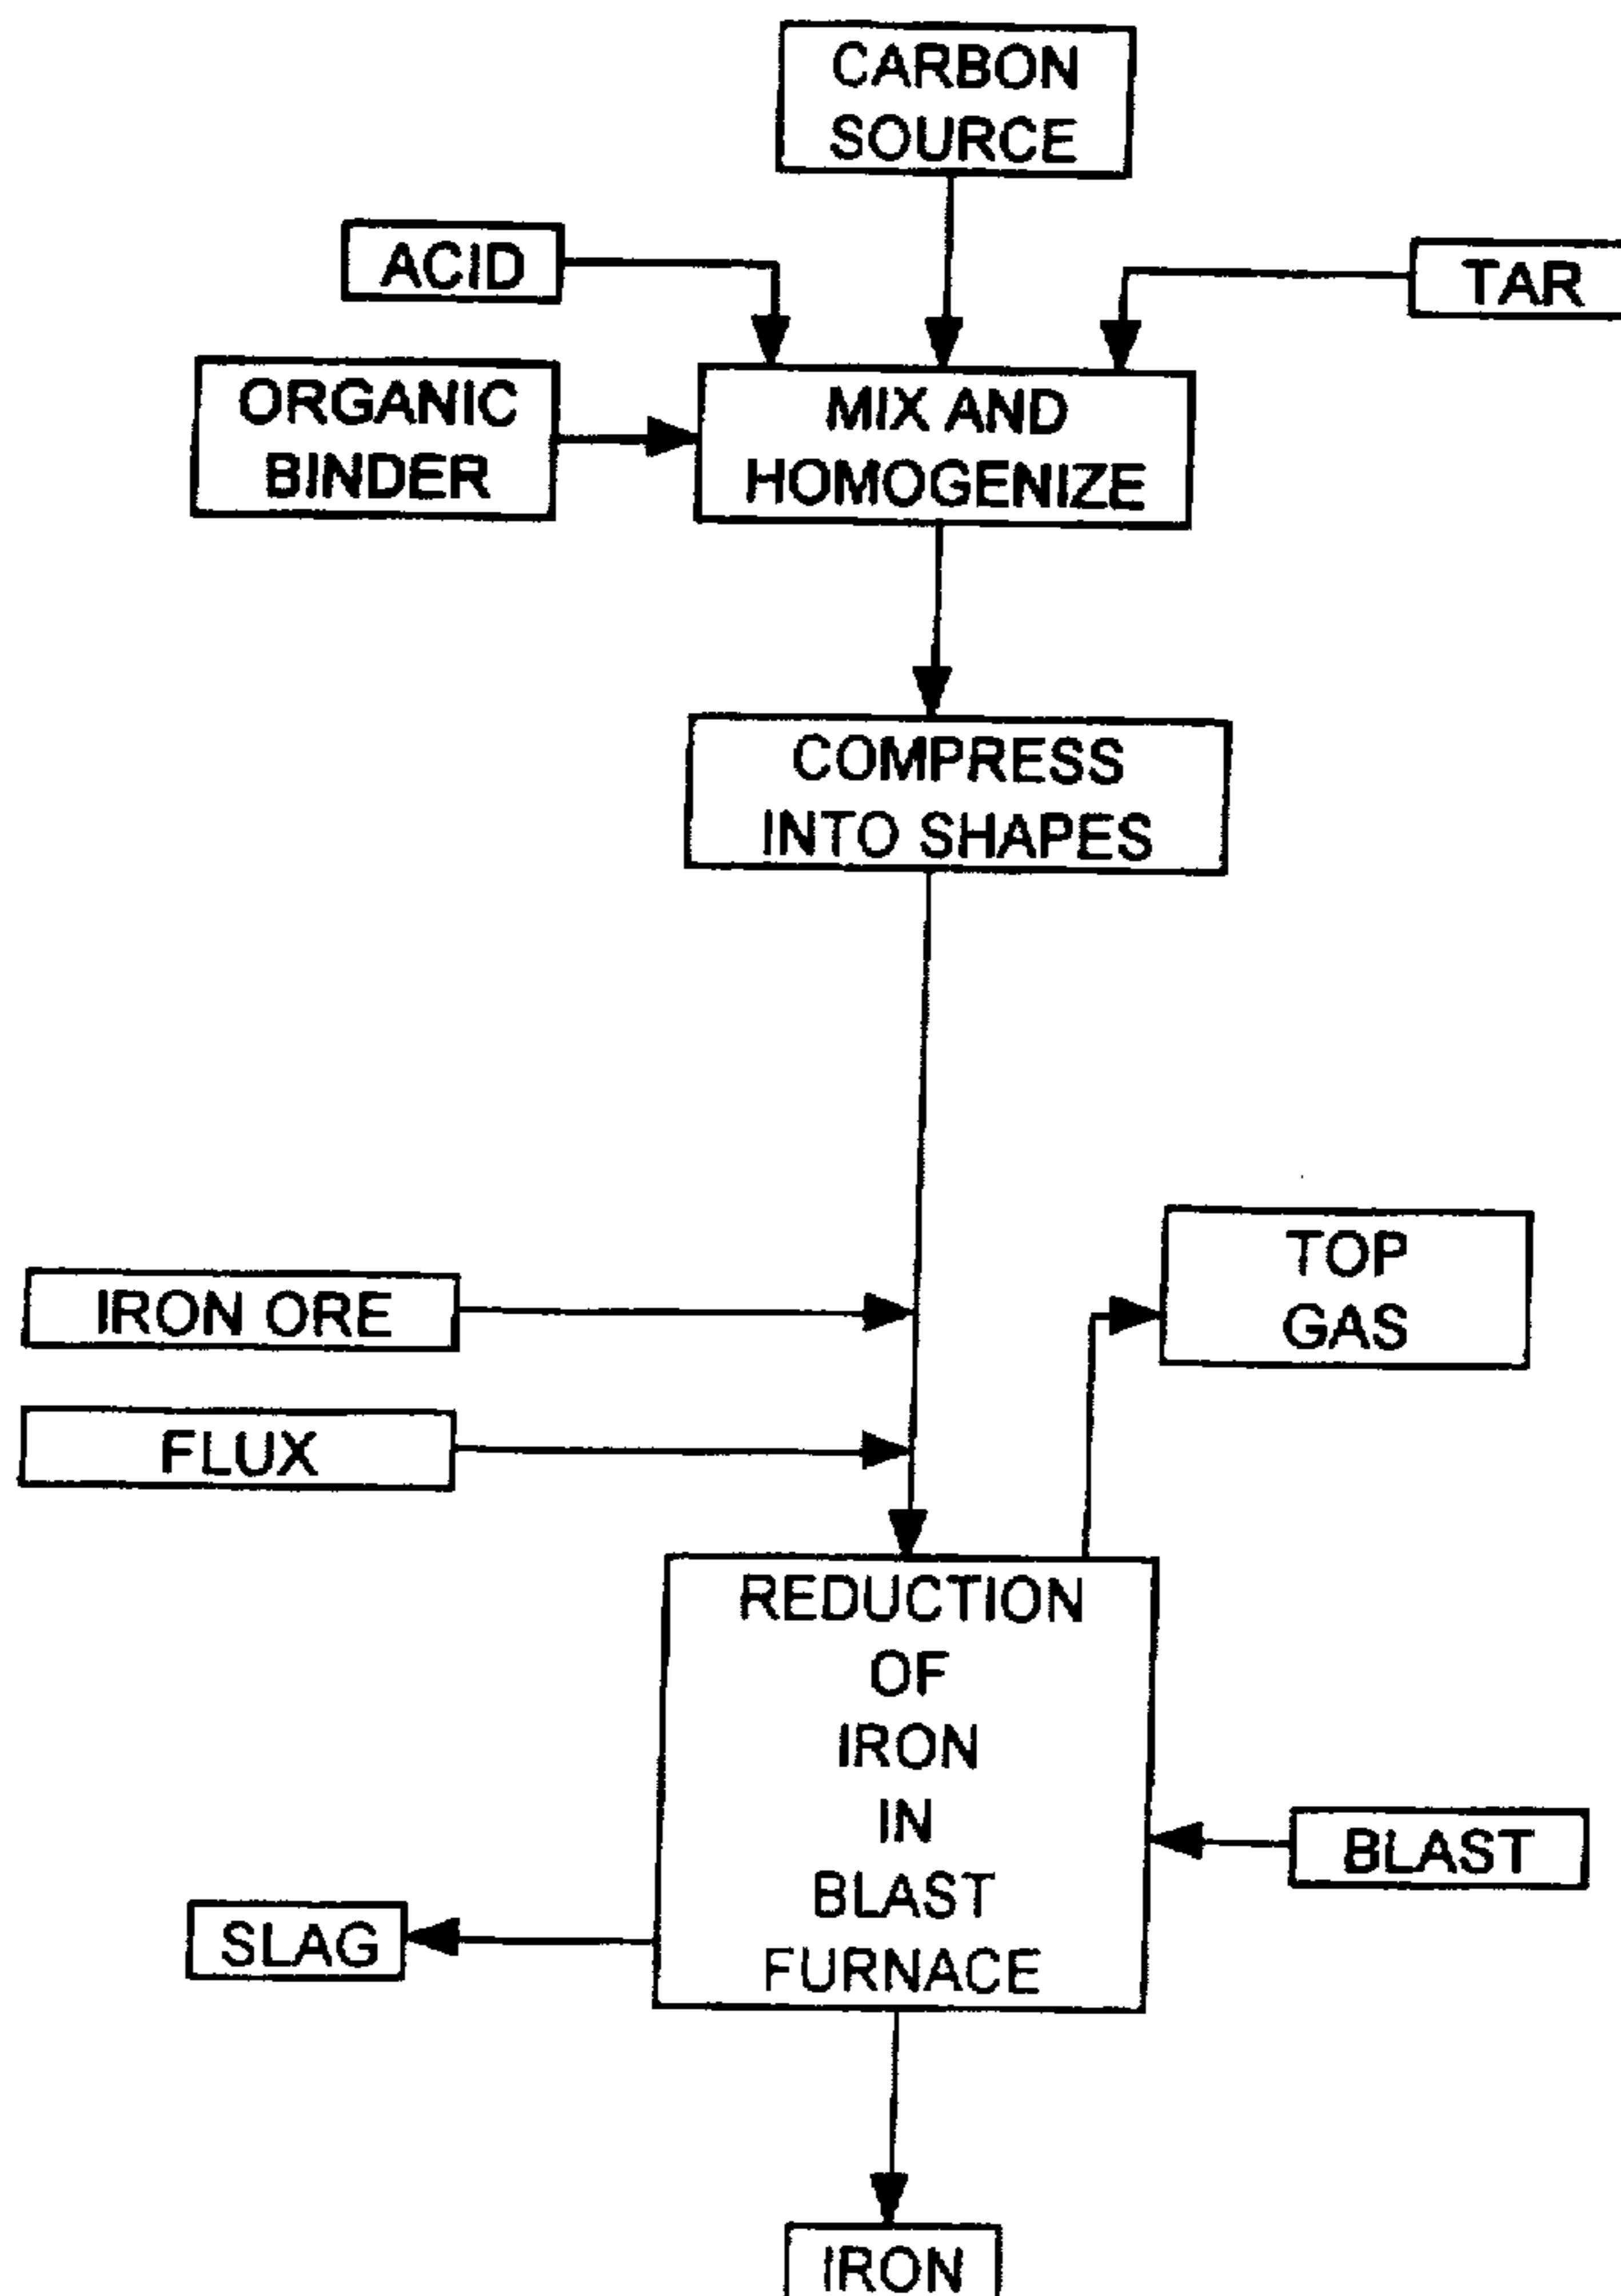 CARBON
SOURCE
ACID
TAR
ORGANIC
BINDER
MIX AND
HOMOGENIZE
COMPRESS
INTO SHAPES
TOP
GAS
IRON ORE
FLUX
REDUCTION
OF
IRON
IN
BLAST
FURNACE
BLAST
SLAG
IRON